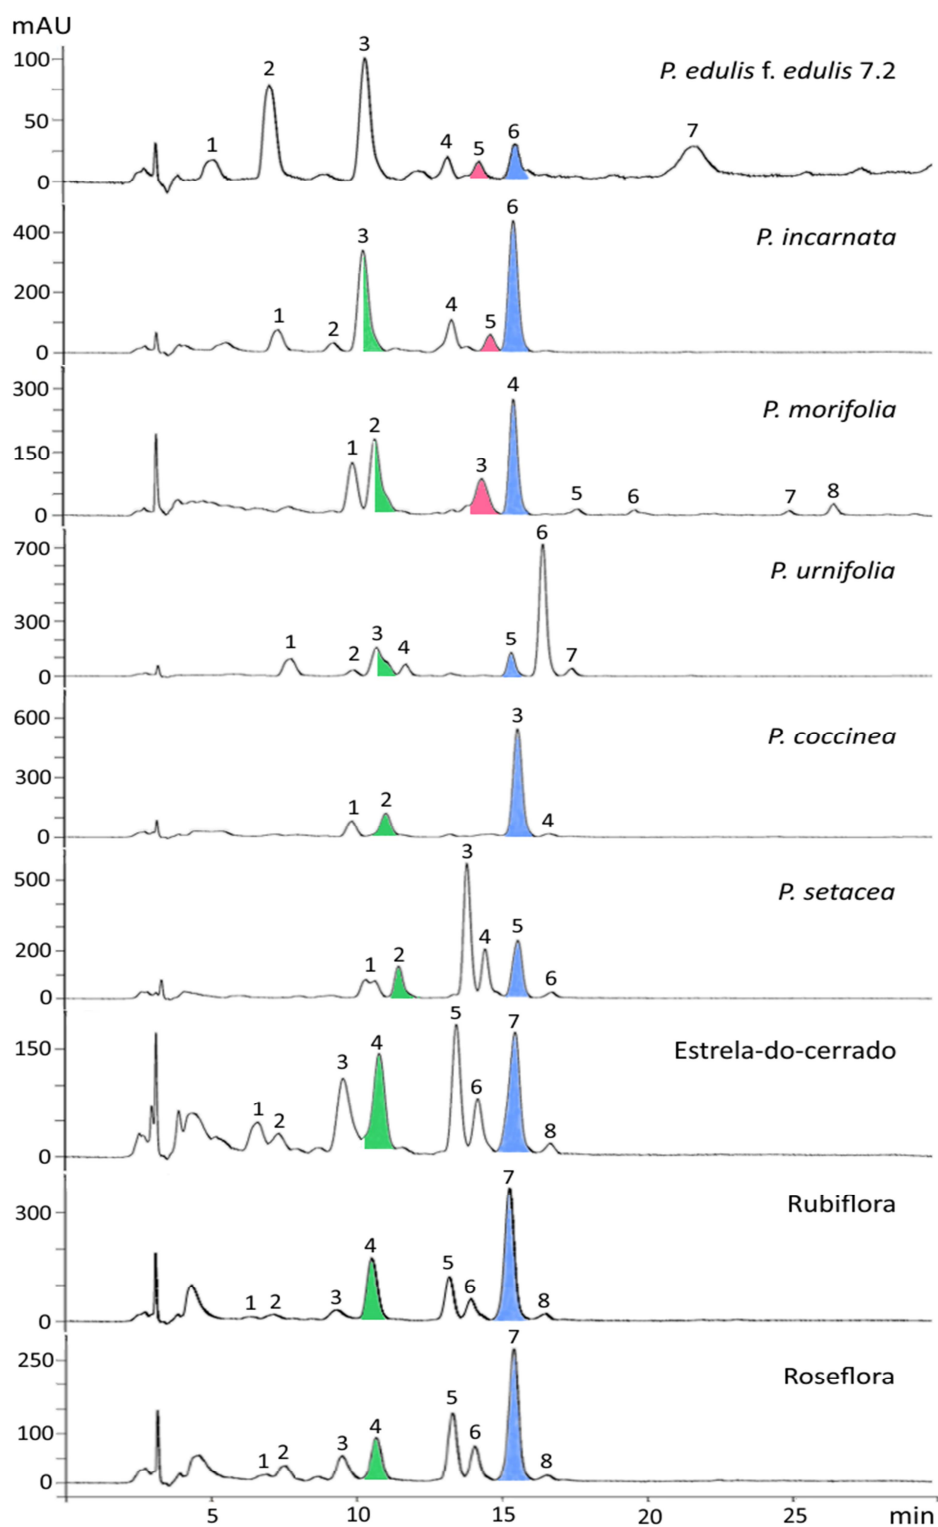 mAU
P. edulis f. edulis 7.2
100
50
0
1 2 3 4 5 6 7
P. incarnata
400
200
0
1 2 3 4 5 6
P. morifolia
300
150
0
1 2 3 4 5 6 7 8
P. urnifolia
700
300
0
1 2 3 4 5 6 7
P. coccinea
600
300
0
1 2 3 4
P. setacea
500
200
0
1 2 3 4 5 6
Estrela-do-cerrado
150
0
1 2 3 4 5 6 7 8
Rubiflora
300
0
1 2 3 4 5 6 7 8
Roseflora
250
100
0
1 2 3 4 5 6 7 8
5 10 15 20 25 min